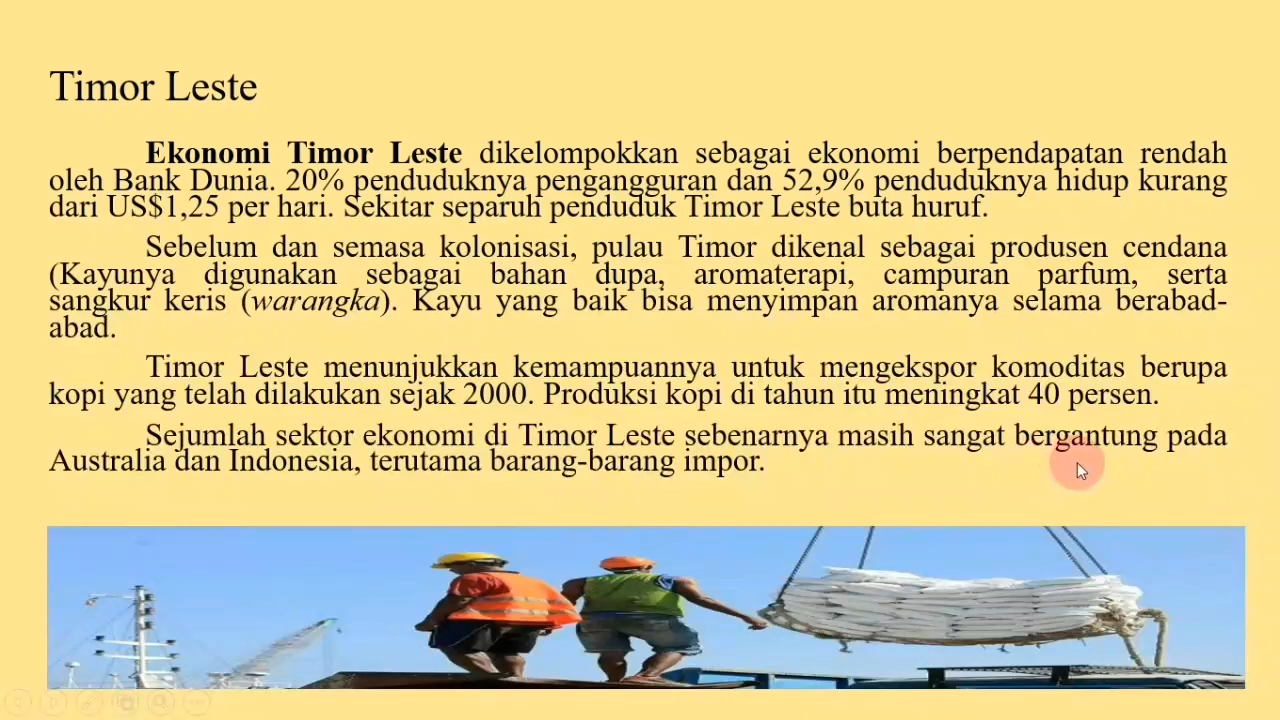 Timor Leste
Ekonomi Timor Leste dikelompokkan sebagai ekonomi berpendapatan rendah
oleh Bank Dunia. 20% penduduknya pengangguran dan 52,9% penduduknya hidup kurang
dari US$1,25 per hari. Sekitar separuh penduduk Timor Leste buta huruf.
Sebelum dan semasa kolonisasi, pulau Timor dikenal sebagai produsen cendana
(Kayunya digunakan sebagai bahan dupa, aromaterapi, campuran parfum, serta
sangkur keris (warangka). Kayu yang baik bisa menyimpan aromanya selama berabad-
abad.
Timor Leste menunjukkan kemampuannya untuk mengekspor komoditas berupa
kopi yang telah dilakukan sejak 2000. Produksi kopi di tahun itu meningkat 40 persen.
Sejumlah sektor ekonomi di Timor Leste sebenarnya masih sangat bergantung pada
Australia dan Indonesia, terutama barang-barang impor.